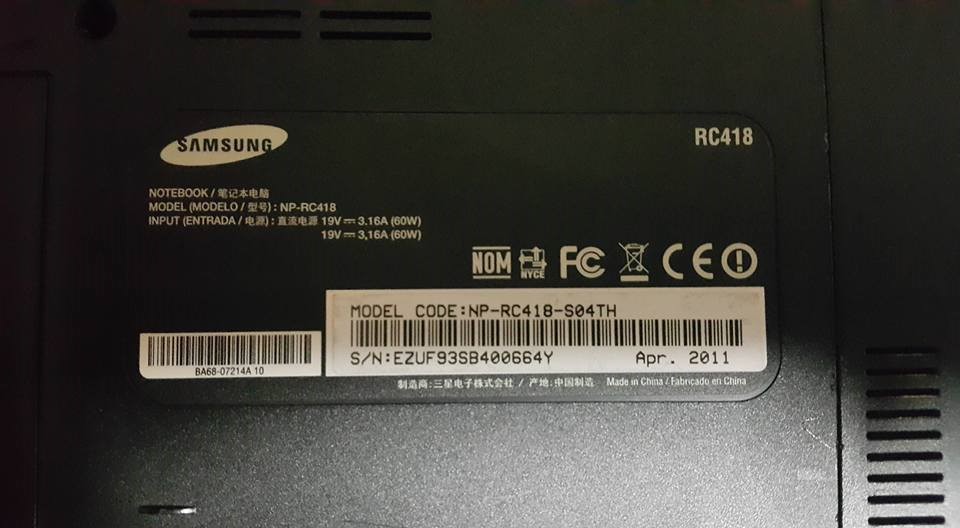 SAMSUNG
RC418
NOTEBOOK / 笔记本电脑
MODEL (MODELO / 型号) : NP-RC418
INPUT (ENTRADA / 电源) : 直流电源 19V ⎓ 3.16A (60W)
19V ⎓ 3,16A (60W)
NOM NYCE FC CE
MODEL CODE:NP-RC418-S04TH
S/N:EZUF93SB400664Y Apr. 2011
BA68-07214A 10
制造商:三星电子株式会社 / 产地:中国制造 Made in China / Fabricado en China